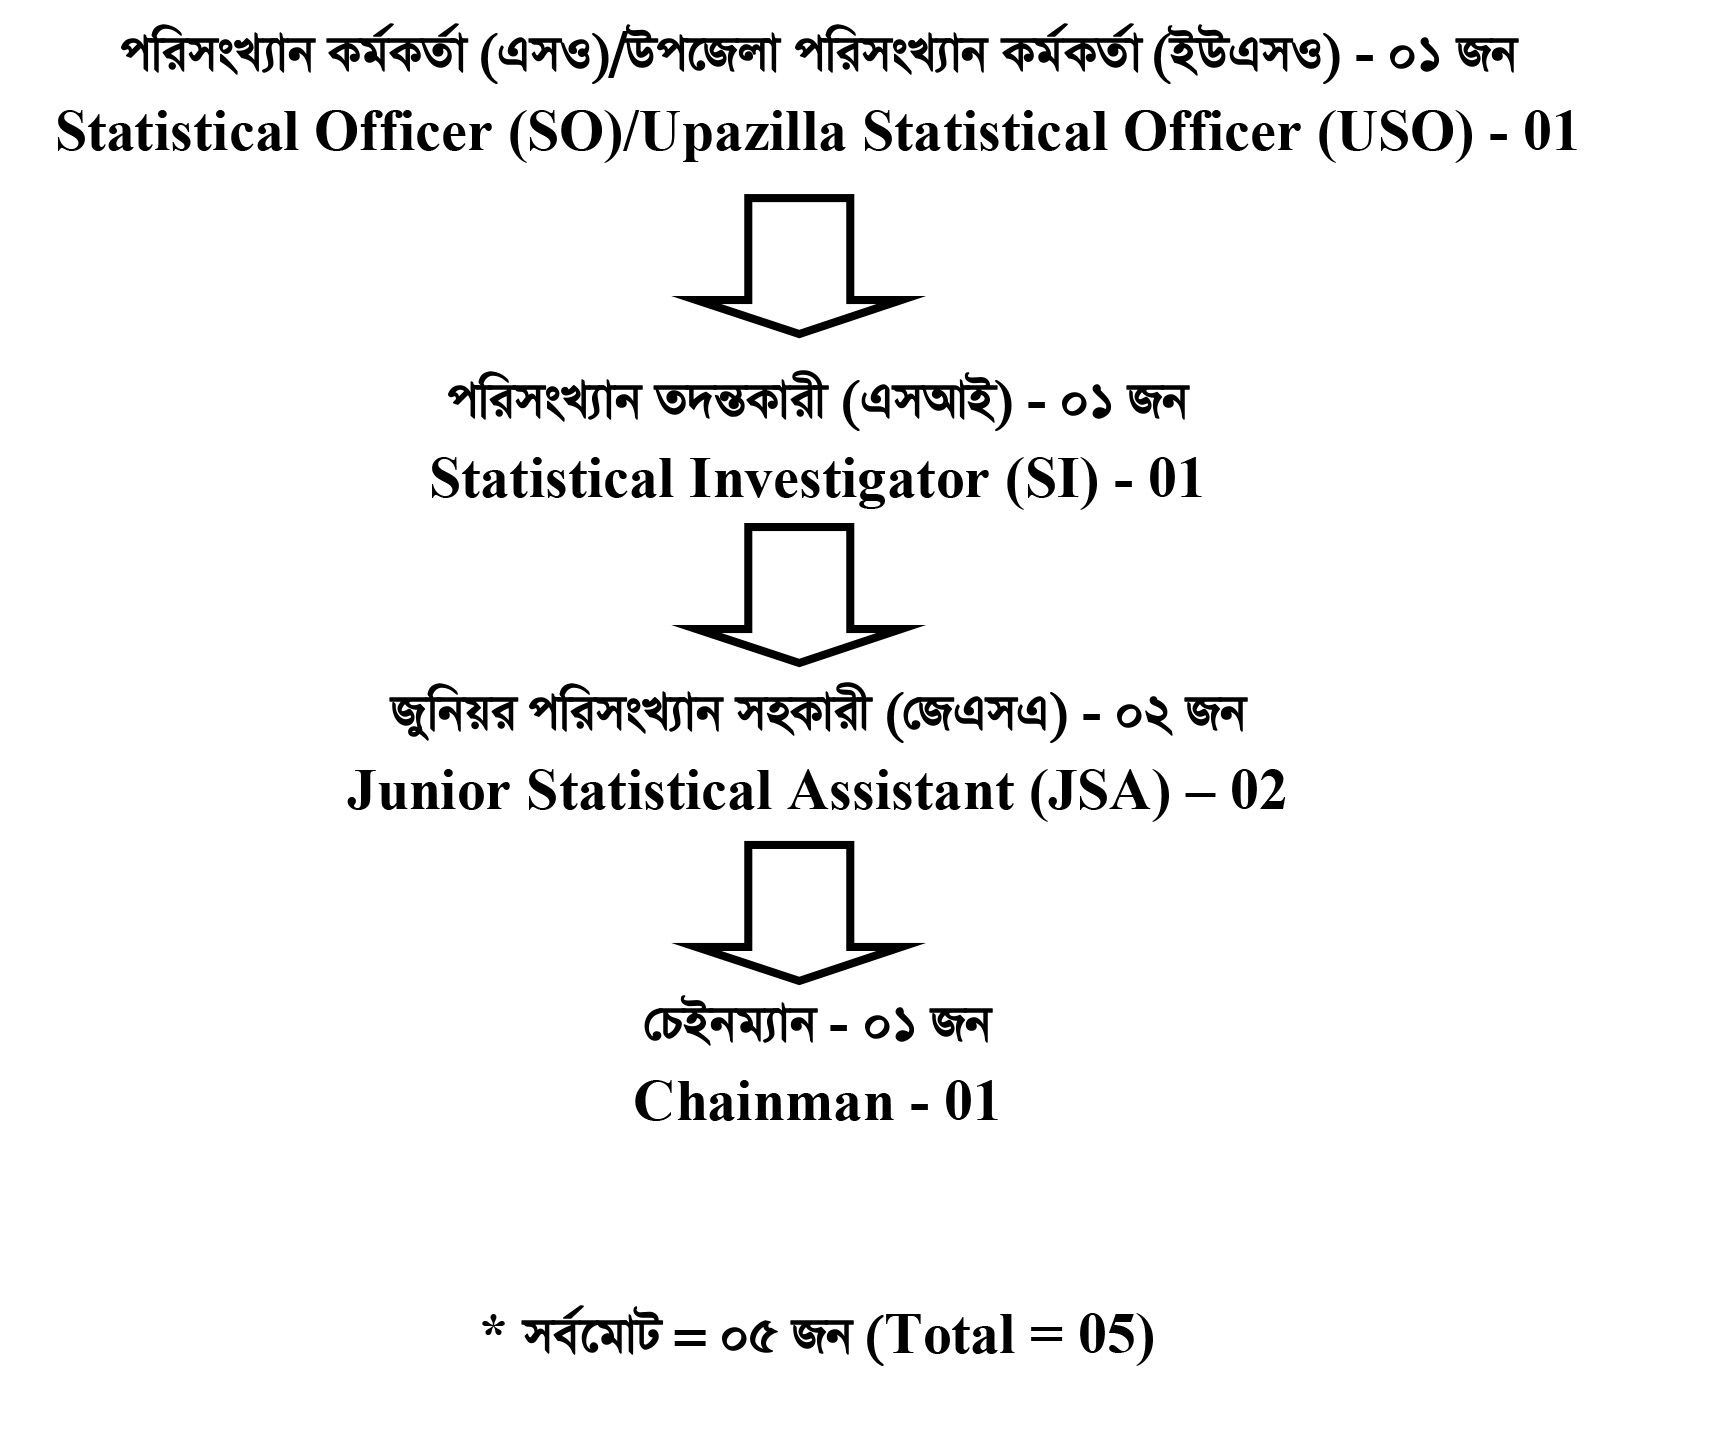 পরিসংখ্যান কর্মকর্তা (এসও)/উপজেলা পরিসংখ্যান কর্মকর্তা (ইউএসও) - ০১ জন
Statistical Officer (SO)/Upazilla Statistical Officer (USO) - 01
পরিসংখ্যান তদন্তকারী (এসআই) - ০১ জন
Statistical Investigator (SI) - 01
জুনিয়র পরিসংখ্যান সহকারী (জেএসএ) - ০২ জন
Junior Statistical Assistant (JSA) – 02
চেইনম্যান - ০১ জন
Chainman - 01
* সর্বমোট = ০৫ জন (Total = 05)